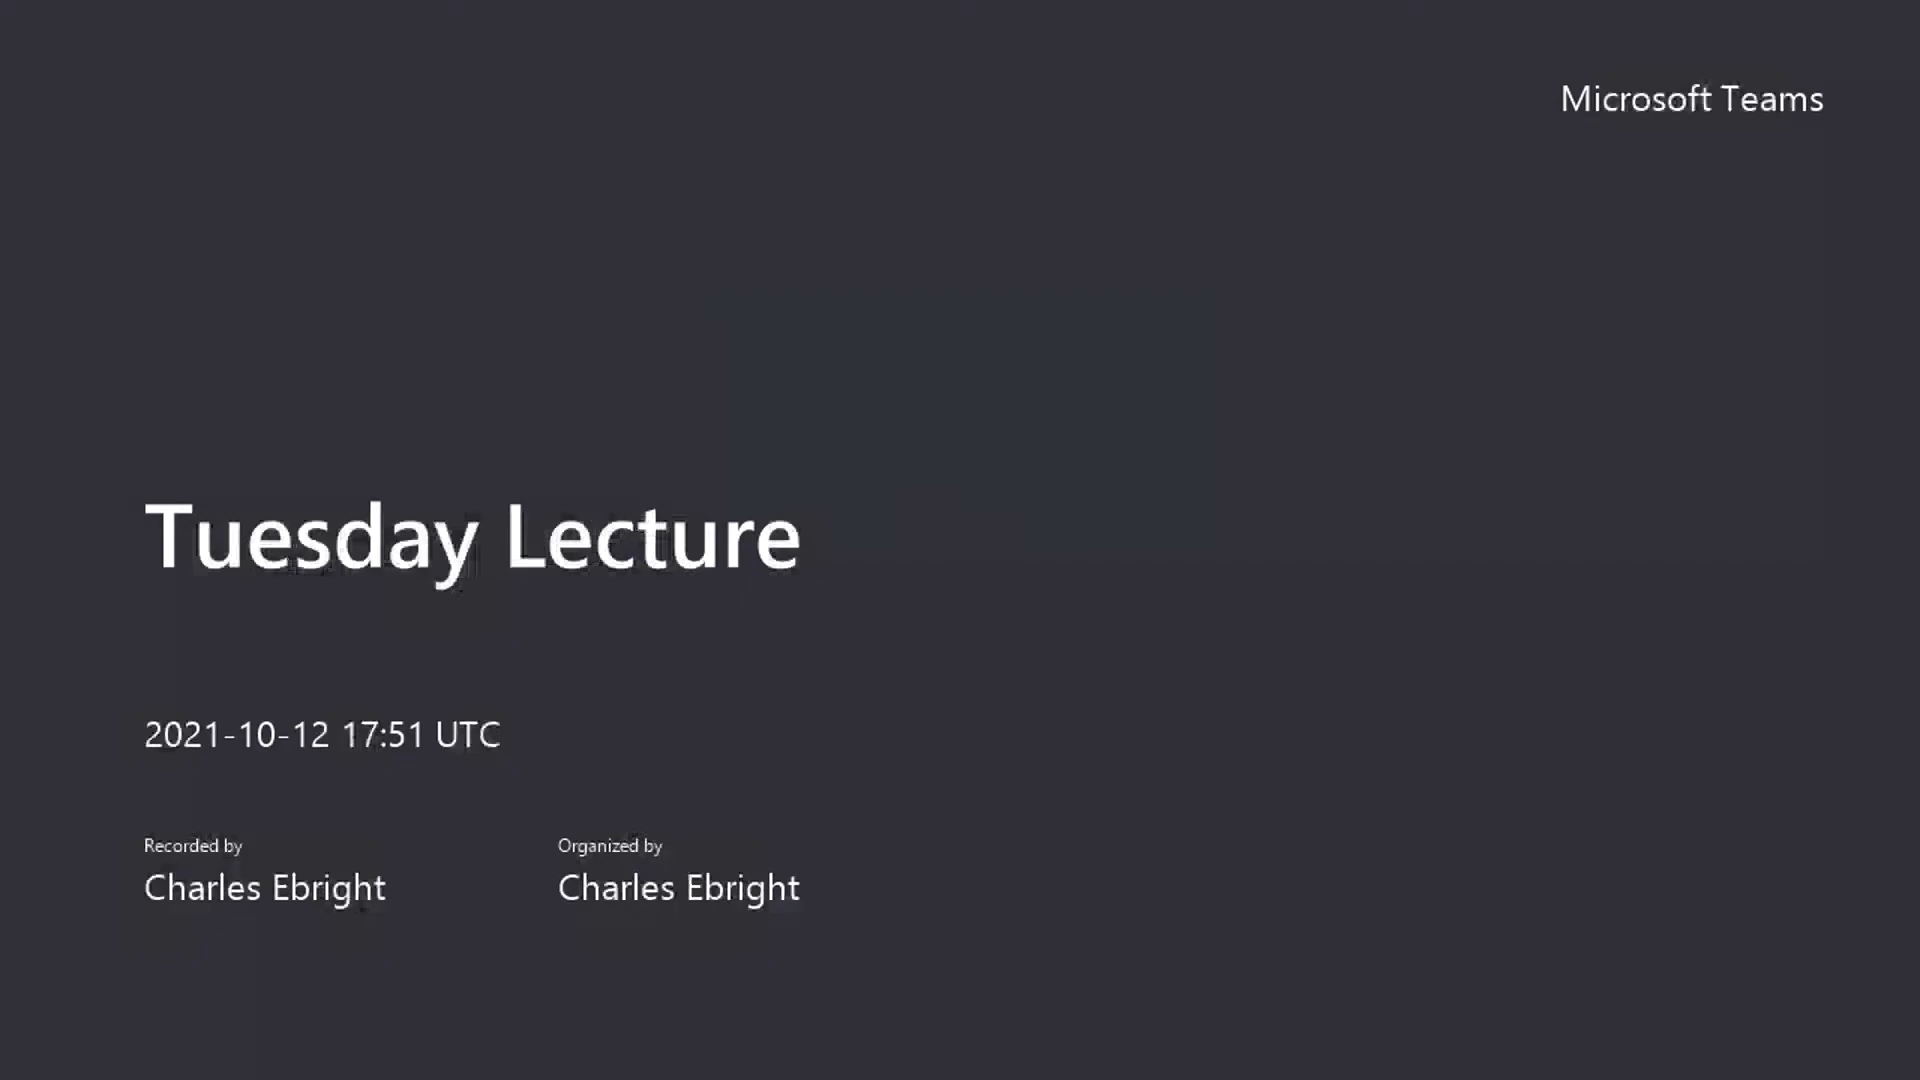 Microsoft Teams
Tuesday Lecture
2021-10-12 17:51 UTC
Recorded by
Charles Ebright
Organized by
Charles Ebright